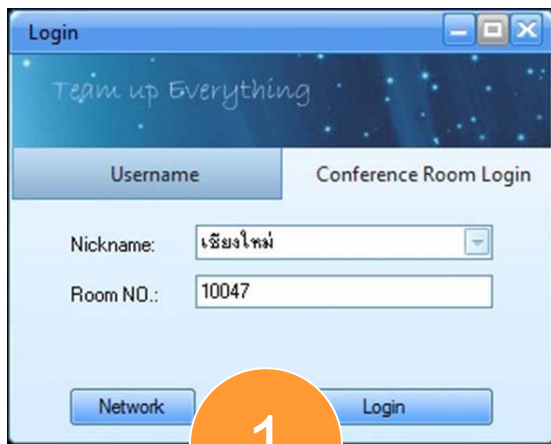 Login
Team up Everything
Username
Conference Room Login
Nickname:
เชียงใหม่
Room NO.:
10047
Network
Login
1